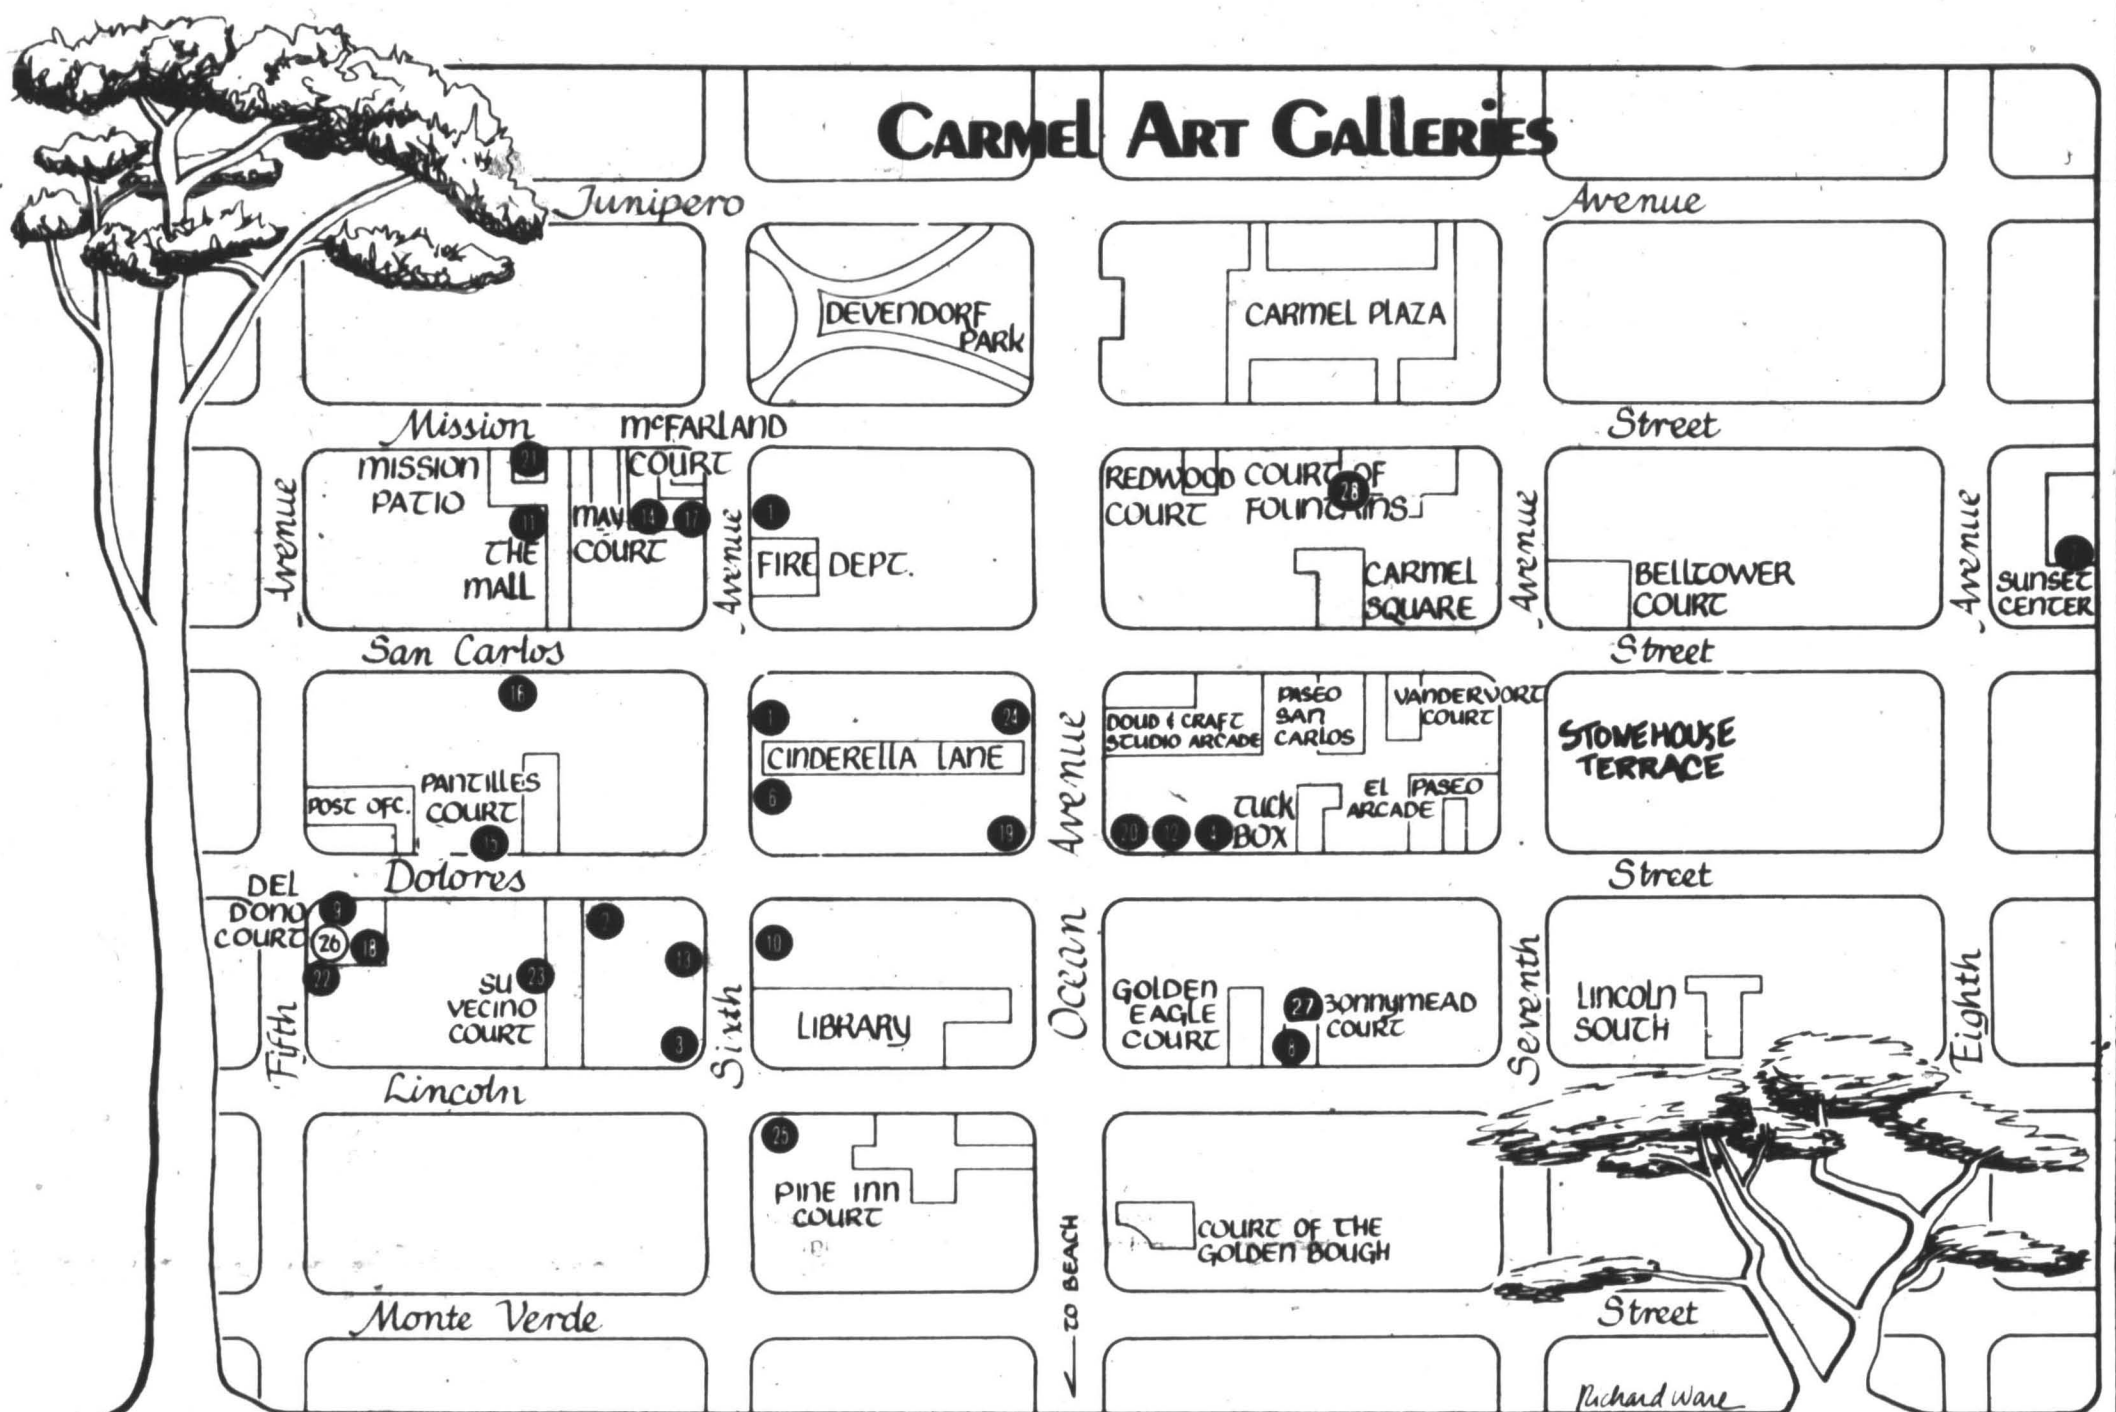 CARMEL ART GALLERIES
Junipero Avenue
DEVENDORF
PARK
CARMEL PLAZA
Mission Street
MISSION
PATIO
21
11
THE
MALL
MAY
COURT
McFARLAND
COURT
14
17
1
FIRE DEPT.
REDWOOD
COURT
COURT OF
FOUNTAINS
28
CARMEL
SQUARE
BELLTOWER
COURT
7
SUNSET
CENTER
San Carlos Street
16
POST OFC.
PANTILLES
COURT
15
1
24
CINDERELLA LANE
6
19
DOUD & CRAFT
STUDIO ARCADE
PASEO
SAN
CARLOS
VANDERVORT
COURT
20
12
4
TUCK
BOX
EL PASEO
ARCADE
STONEHOUSE
TERRACE
Dolores Street
DEL
DONO
COURT
9
26
18
22
SU
VECINO
COURT
23
2
13
3
10
LIBRARY
GOLDEN
EAGLE
COURT
27
8
BONNYMEAD
COURT
LINCOLN
SOUTH
Lincoln
25
PINE INN
COURT
COURT OF THE
GOLDEN BOUGH
Monte Verde Street
Fifth Avenue
Sixth Avenue
Ocean Avenue
TO BEACH
Seventh Avenue
Eighth Avenue
Richard Ware